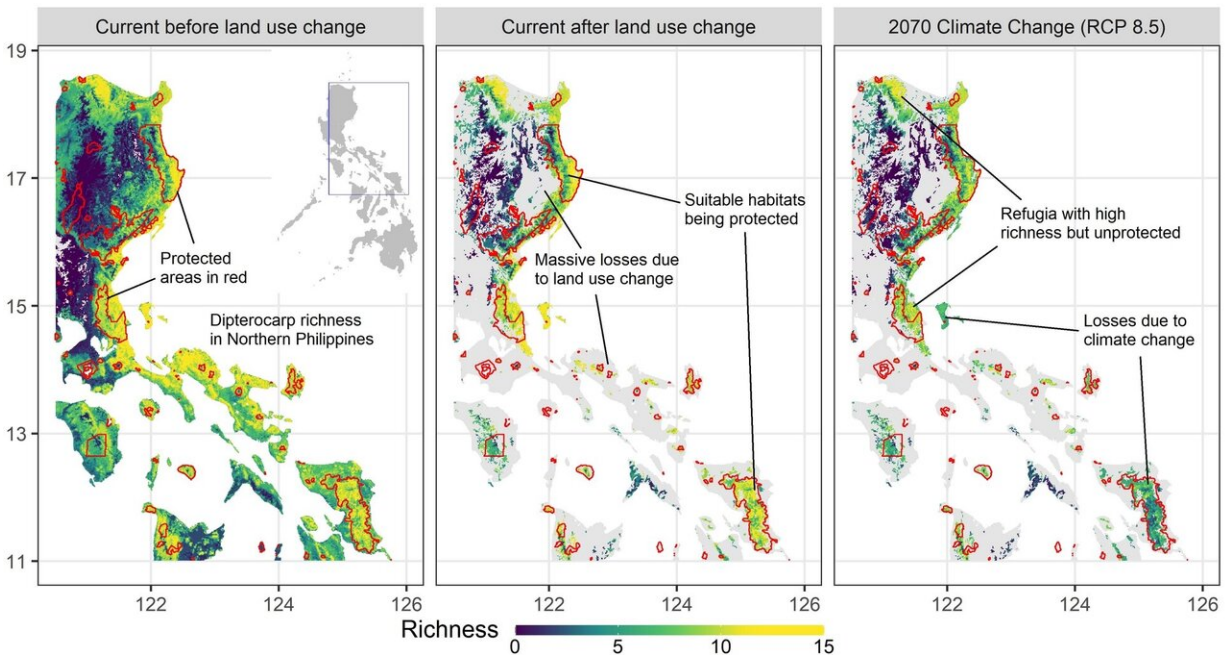 Current before land use change
Current after land use change
2070 Climate Change (RCP 8.5)
19
17
15
13
11
Protected
areas in red
Dipterocarp richness
in Northern Philippines
Suitable habitats
being protected
Massive losses due
to land use change
Refugia with high
richness but unprotected
Losses due to
climate change
122
124
126
122
124
126
122
124
126
Richness
0
5
10
15